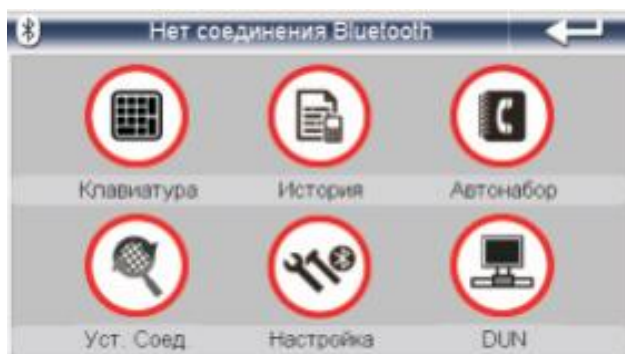 Нет соединения Bluetooth
Клавиатура История Автонабор
Уст. Соед Настройка DUN